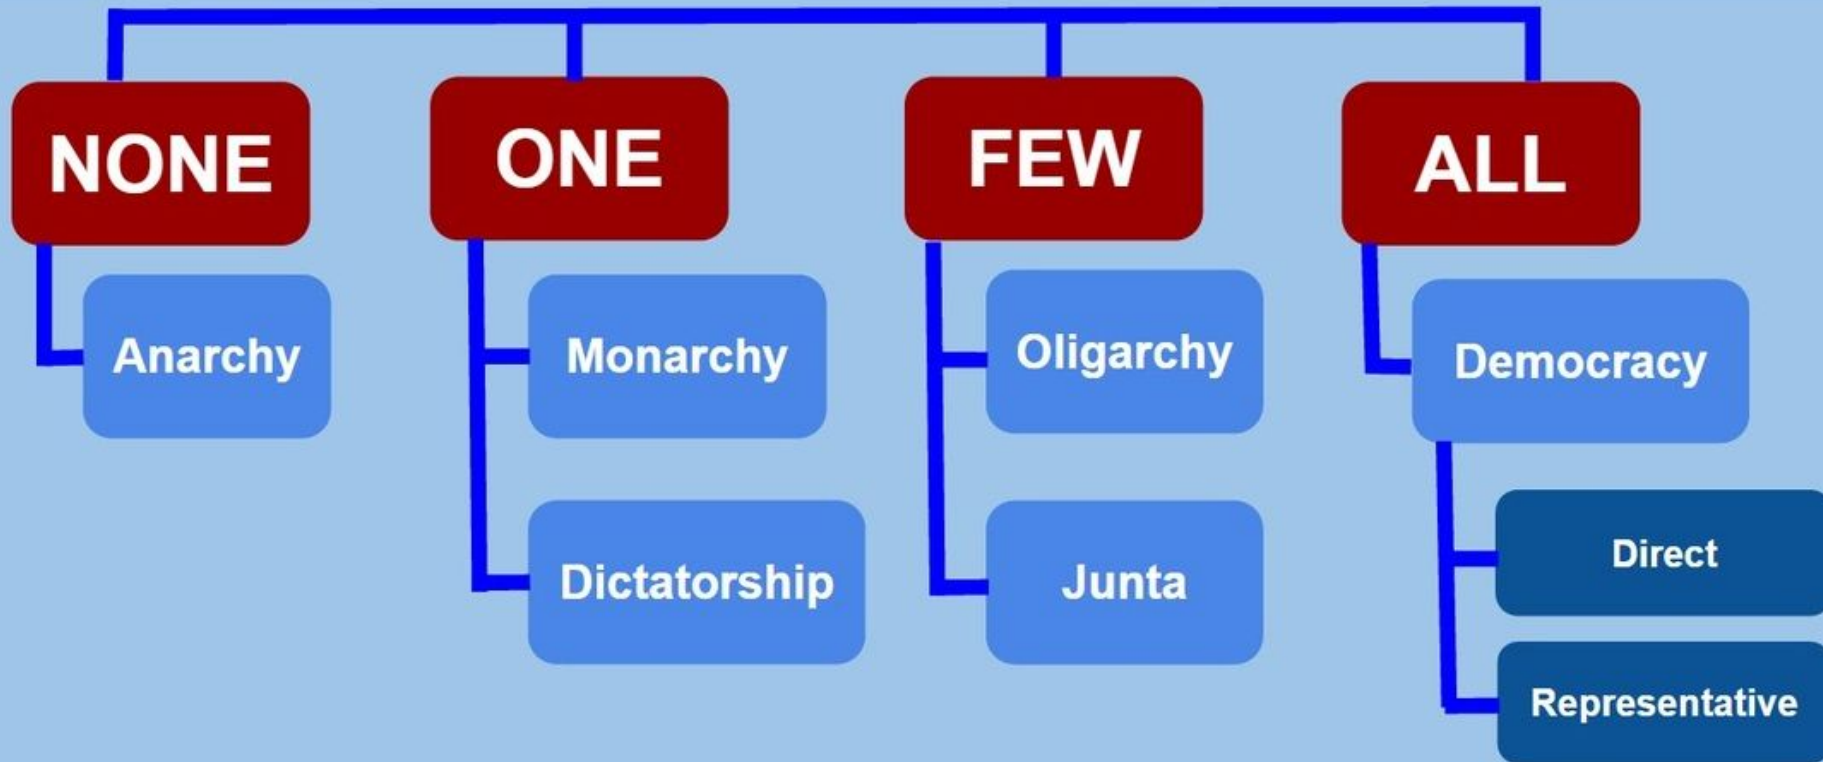 NONE
ONE
FEW
ALL
Anarchy
Monarchy
Oligarchy
Democracy
Dictatorship
Junta
Direct
Representative